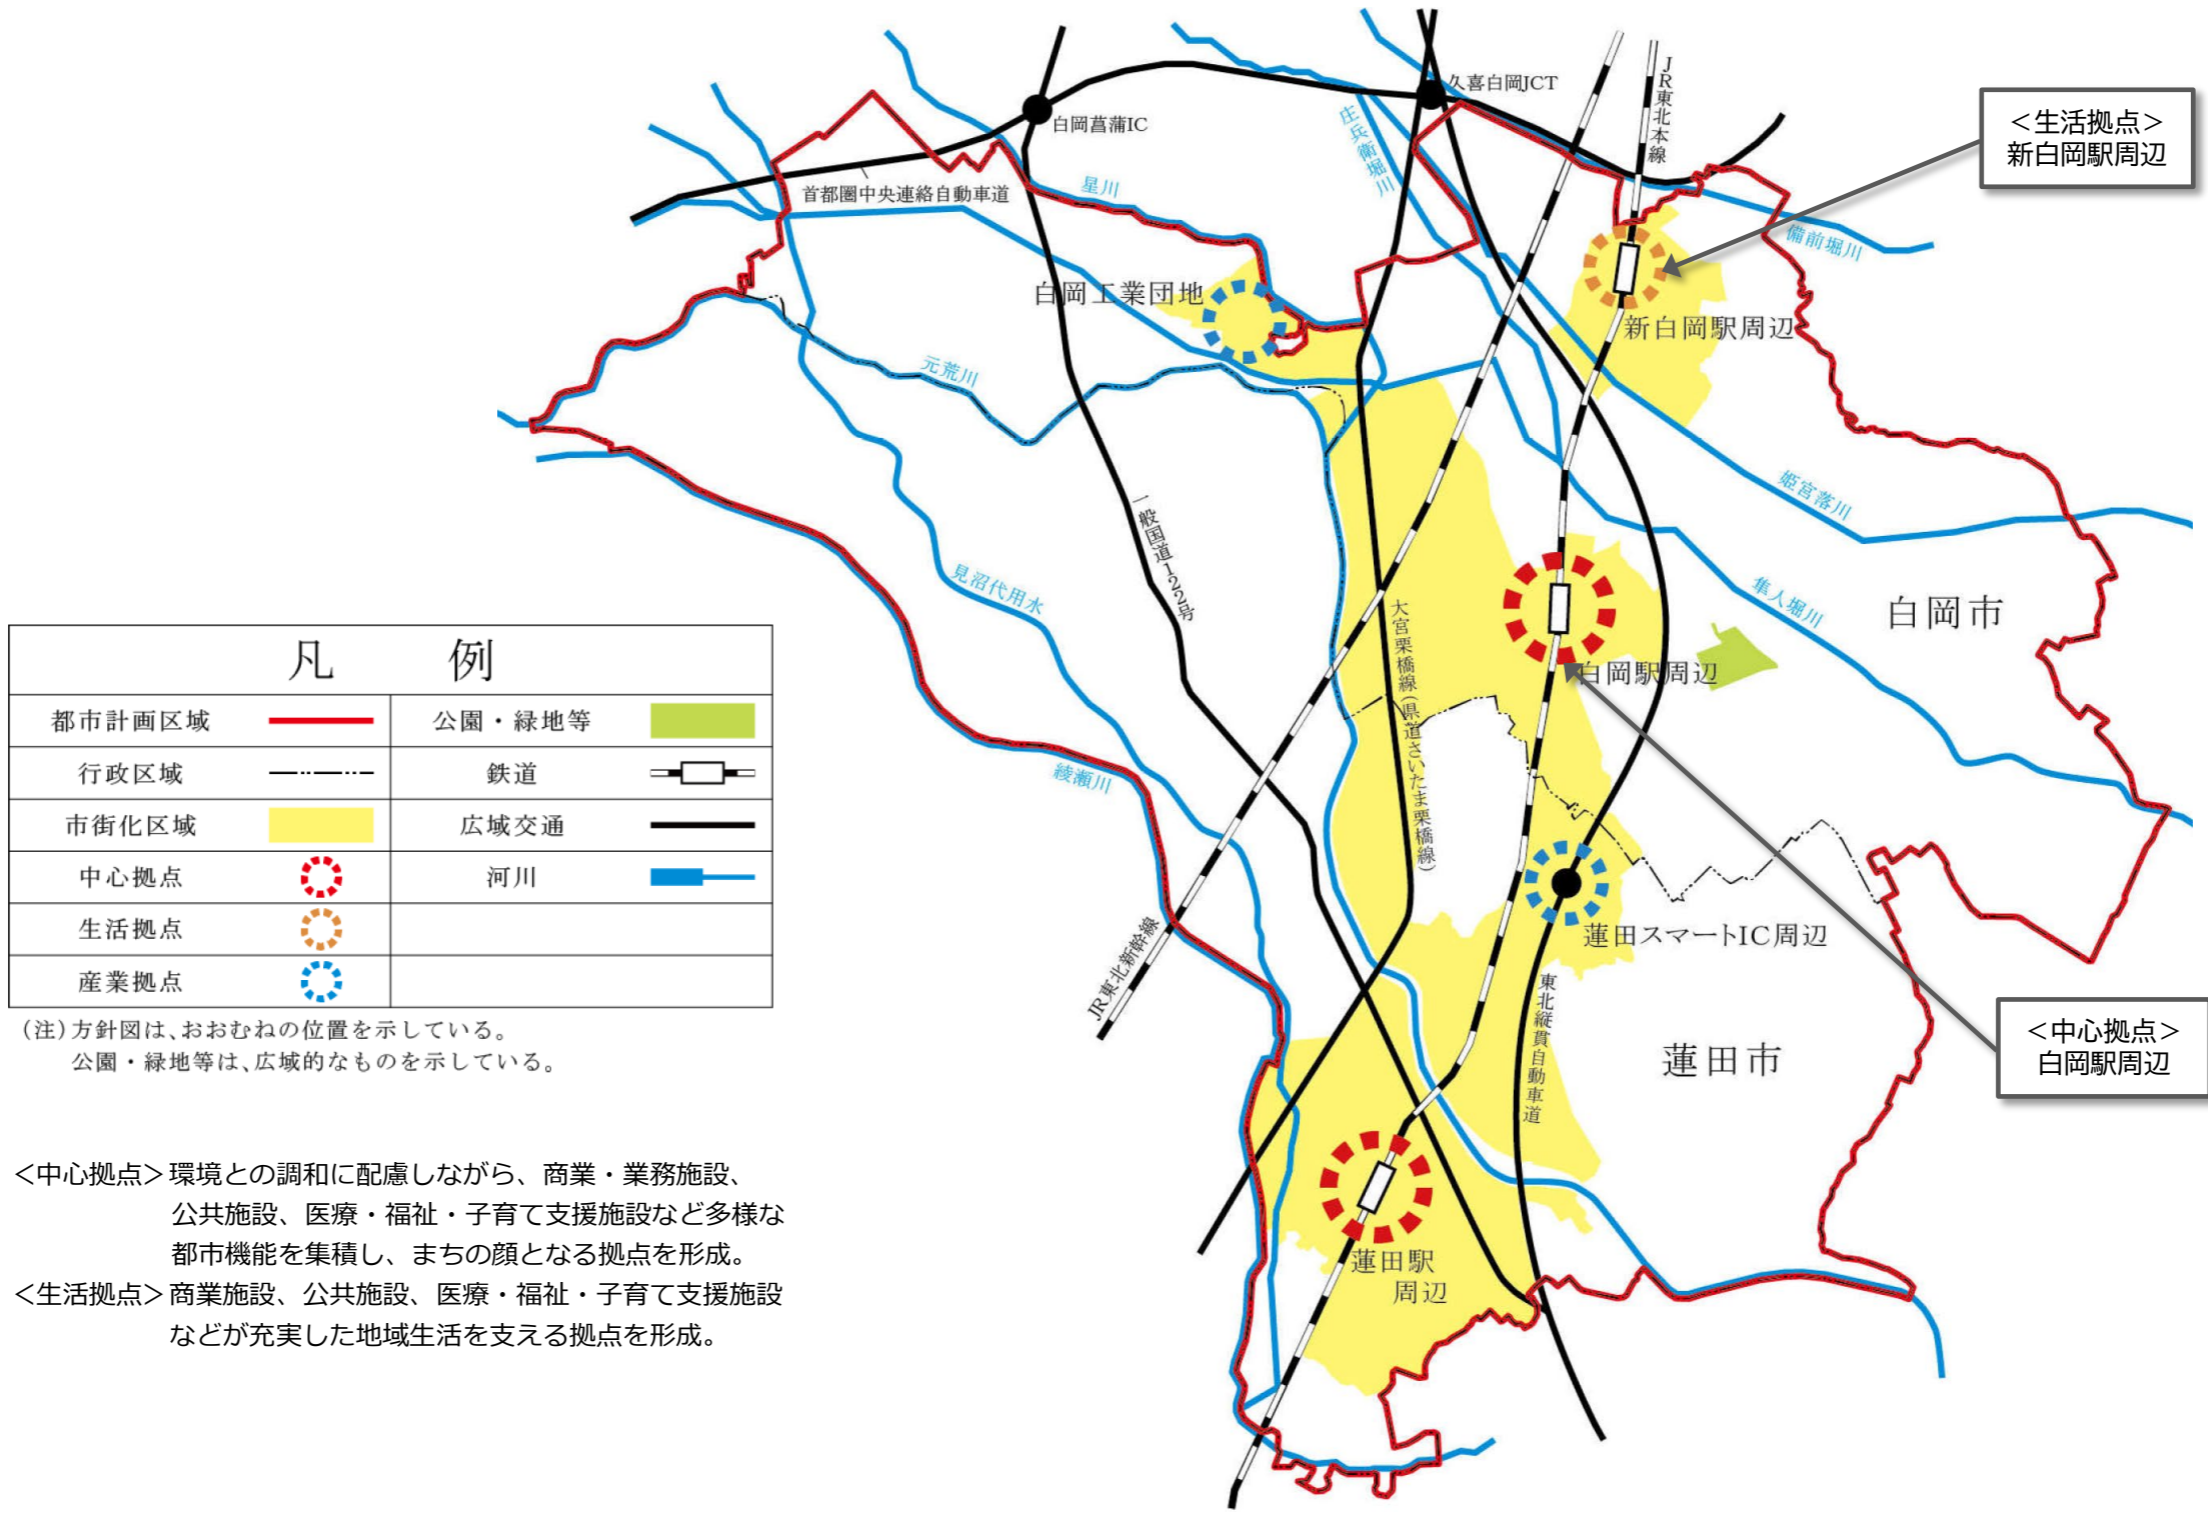 久喜白岡JCT
JR東北本線
<生活拠点>
新白岡駅周辺
白岡菖蒲IC
庄兵衛堀川
首都圏中央連絡自動車道
星川
備前堀川
白岡工業団地
新白岡駅周辺
元荒川
姫宮落川
一般国道122号
見沼代用水
隼人堀川
白岡市
大宮栗橋線(県道さいたま栗橋線)
白岡駅周辺
綾瀬川
蓮田スマートIC周辺
JR東北新幹線
東北縦貫自動車道
蓮田市
<中心拠点>
白岡駅周辺
蓮田駅
周辺
凡 例
都市計画区域 公園・緑地等
行政区域 鉄道
市街化区域 広域交通
中心拠点 河川
生活拠点
産業拠点
(注)方針図は、おおむねの位置を示している。
公園・緑地等は、広域的なものを示している。
<中心拠点>環境との調和に配慮しながら、商業・業務施設、
公共施設、医療・福祉・子育て支援施設など多様な
都市機能を集積し、まちの顔となる拠点を形成。
<生活拠点>商業施設、公共施設、医療・福祉・子育て支援施設
などが充実した地域生活を支える拠点を形成。